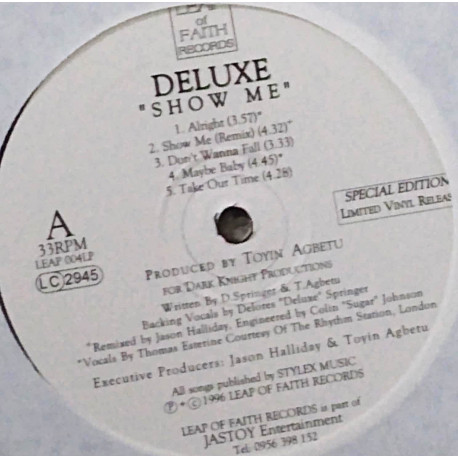 LEAP
of
FAITH
RECORDS
DELUXE
"SHOW ME"
1. Alright (3.57)*
2. Show Me (Remix) (4.32)*
3. Don't Wanna Fall (3.33)
4. Maybe Baby (4.45)*
5. Take Our Time (4.28)
SPECIAL EDITION
LIMITED VINYL RELEAS
A
33RPM
LEAP 004LP
LC 2945
PRODUCED BY TOYIN AGBETU
FOR DARK KNIGHT PRODUCTIONS
Written By D.Springer & T.Agbetu
Backing Vocals by Delores "Deluxe" Springer
*Remixed by Jason Halliday, Engineered by Colin "Sugar" Johnson
*Vocals By Thomas Esterine Courtesy Of The Rhythm Station, London
Executive Producers: Jason Halliday & Toyin Agbetu
All songs published by STYLEX MUSIC
℗ • © 1996 LEAP OF FAITH RECORDS
LEAP OF FAITH RECORDS is part of
JASTOY Entertainment
Tel: 0956 398 152